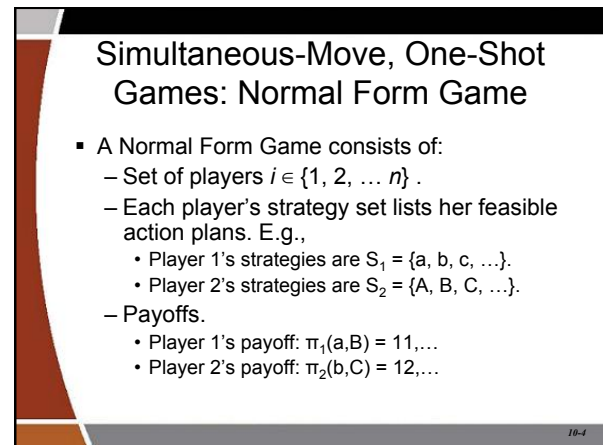 Simultaneous-Move, One-Shot
Games: Normal Form Game
▪ A Normal Form Game consists of:
– Set of players i ∈ {1, 2, … n} .
– Each player’s strategy set lists her feasible
action plans. E.g.,
• Player 1’s strategies are S₁ = {a, b, c, …}.
• Player 2’s strategies are S₂ = {A, B, C, …}.
– Payoffs.
• Player 1’s payoff: π₁(a,B) = 11,…
• Player 2’s payoff: π₂(b,C) = 12,…
10-4